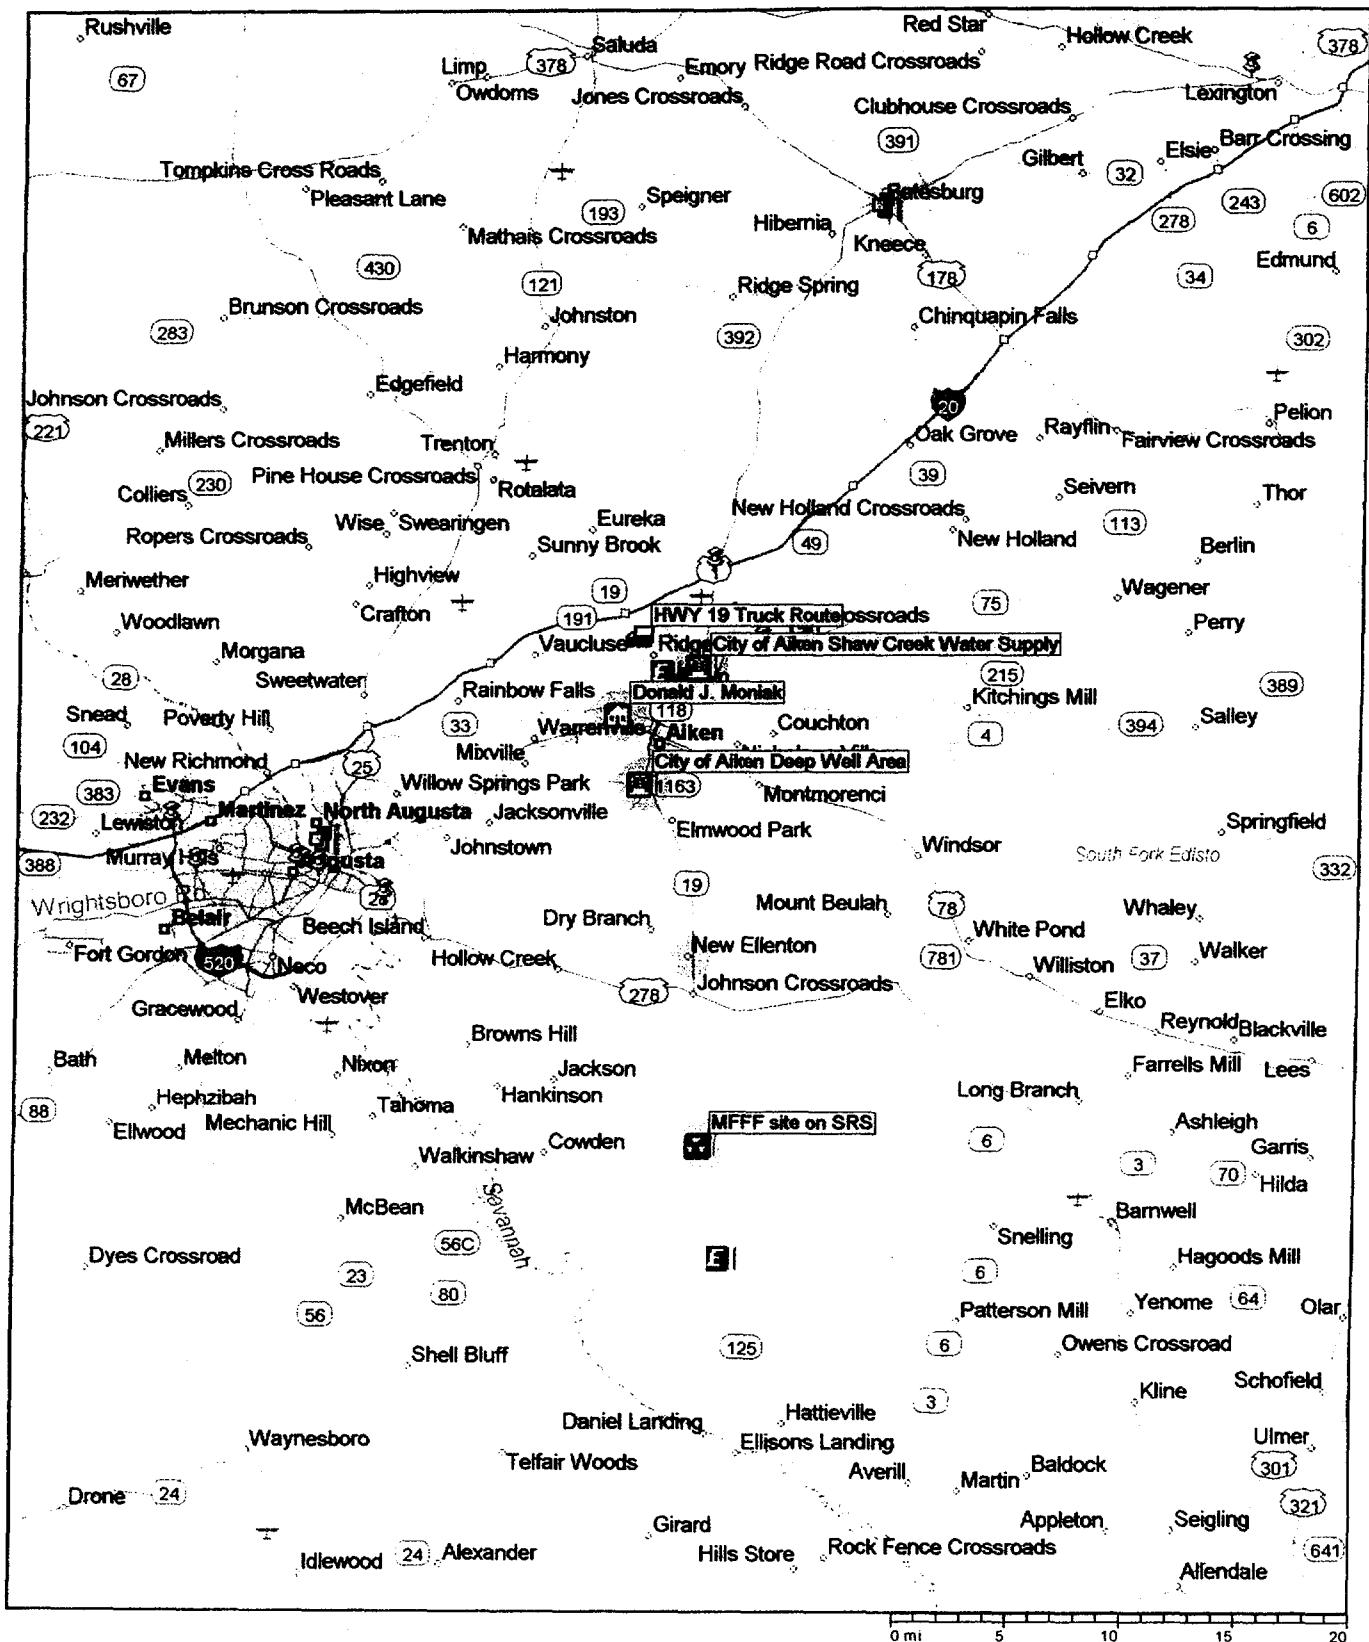 Rushville
Red Star
Hollow Creek
378
Saluda
378
Limp
Emory
Ridge Road Crossroads
67
Owdoms
Jones Crossroads
Lexington
Clubhouse Crossroads
391
Elsie
Barr Crossing
Gilbert
32
Tompkins Cross Roads
Pleasant Lane
Speigner
Batesburg
243
602
193
Hibernia
278
6
Mathais Crossroads
Kneece
Edmund
430
178
34
121
Ridge Spring
Brunson Crossroads
Johnston
Chinquapin Falls
283
392
302
Harmony
Edgefield
Johnson Crossroads
20
Pelion
221
Oak Grove
Rayflin
Fairview Crossroads
Millers Crossroads
Trenton
Pine House Crossroads
39
230
Rotalata
Seivern
Thor
Colliers
New Holland Crossroads
Wise
Swearingen
Eureka
113
Ropers Crossroads
Sunny Brook
49
New Holland
Berlin
1
Meriwether
Highview
19
Wagener
Crafton
75
Woodlawn
191
HWY 19 Truck Route
ossroads
Perry
Morgana
Vaucluse
Ridge
City of Aiken Shaw Creek Water Supply
28
Sweetwater
215
389
Rainbow Falls
Donald J. Moniak
Kitchings Mill
Snead
Poverty Hill
33
118
Couchton
394
Salley
104
Warrenville
Aiken
4
Mixville
New Richmond
25
City of Aiken Deep Well Area
383
Evans
Willow Springs Park
1163
Montmorenci
Martinez
North Augusta
Jacksonville
232
Lewiston
Elmwood Park
Springfield
Murray Hills
Augusta
Johnstown
Windsor
South Fork Edisto
388
332
19
Wrightsboro Rd
28
Mount Beulah
78
Belair
Beech Island
Dry Branch
Whaley
White Pond
Fort Gordon
New Ellenton
520
Neco
Hollow Creek
781
37
Walker
Williston
Westover
278
Johnson Crossroads
Gracewood
Elko
Browns Hill
Reynold
Blackville
Bath
Melton
Nixon
Jackson
Farrells Mill
Lees
Hephzibah
Hankinson
Long Branch
88
Tahoma
Ellwood
Mechanic Hill
MFFF site on SRS
Ashleigh
Cowden
6
Garris
Walkinshaw
3
70
Hilda
McBean
Savannah
Barnwell
Snelling
56C
Dyes Crossroad
E
Hagoods Mill
23
6
80
64
56
Patterson Mill
Yenome
Olar
125
6
Owens Crossroad
Shell Bluff
Kline
Schofield
3
Daniel Landing
Hattieville
Waynesboro
Ellisons Landing
Ulmer
Telfair Woods
Averill
Baldock
301
Martin
Drone
24
321
Girard
Appleton
Seigling
Idlewood
24
Alexander
Hills Store
Rock Fence Crossroads
641
Allendale
0 mi
5
10
15
20